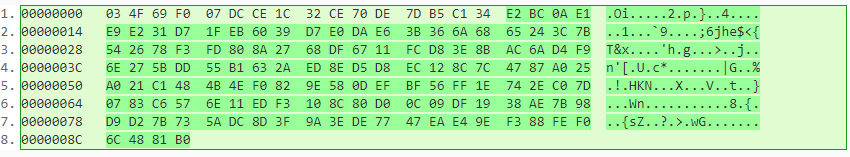 1. 00000000 03 4F 69 F0 07 DC CE 1C 32 CE 70 DE 7D B5 C1 34 E2 BC 0A E1 .Oi.....2.p.}..4....
2. 00000014 E9 E2 31 D7 1F EB 60 39 D7 E0 DA E6 3B 36 6A 68 65 24 3C 7B ..1...`9....;6jhe$<{
3. 00000028 54 26 78 F3 FD 80 8A 27 68 DF 67 11 FC D8 3E 8B AC 6A D4 F9 T&x....'h.g...>..j..
4. 0000003C 6E 27 5B DD 55 B1 63 2A ED 8E D5 D8 EC 12 8C 7C 47 87 A0 25 n'[.U.c*.......|G..%
5. 00000050 A0 21 C1 48 4B 4E F0 82 9E 58 0D EF BF 56 FF 1E 74 2E C0 7D .!.HKN...X...V..t..}
6. 00000064 07 83 C6 57 6E 11 ED F3 10 8C 80 D0 0C 09 DF 19 38 AE 7B 98 ...Wn...........8.{.
7. 00000078 D9 D2 7B 73 5A DC 8D 3F 9A 3E DE 77 47 EA E4 9E F3 88 FE F0 ..{sZ..?.>.wG.......
8. 0000008C 6C 48 81 B0 lH..